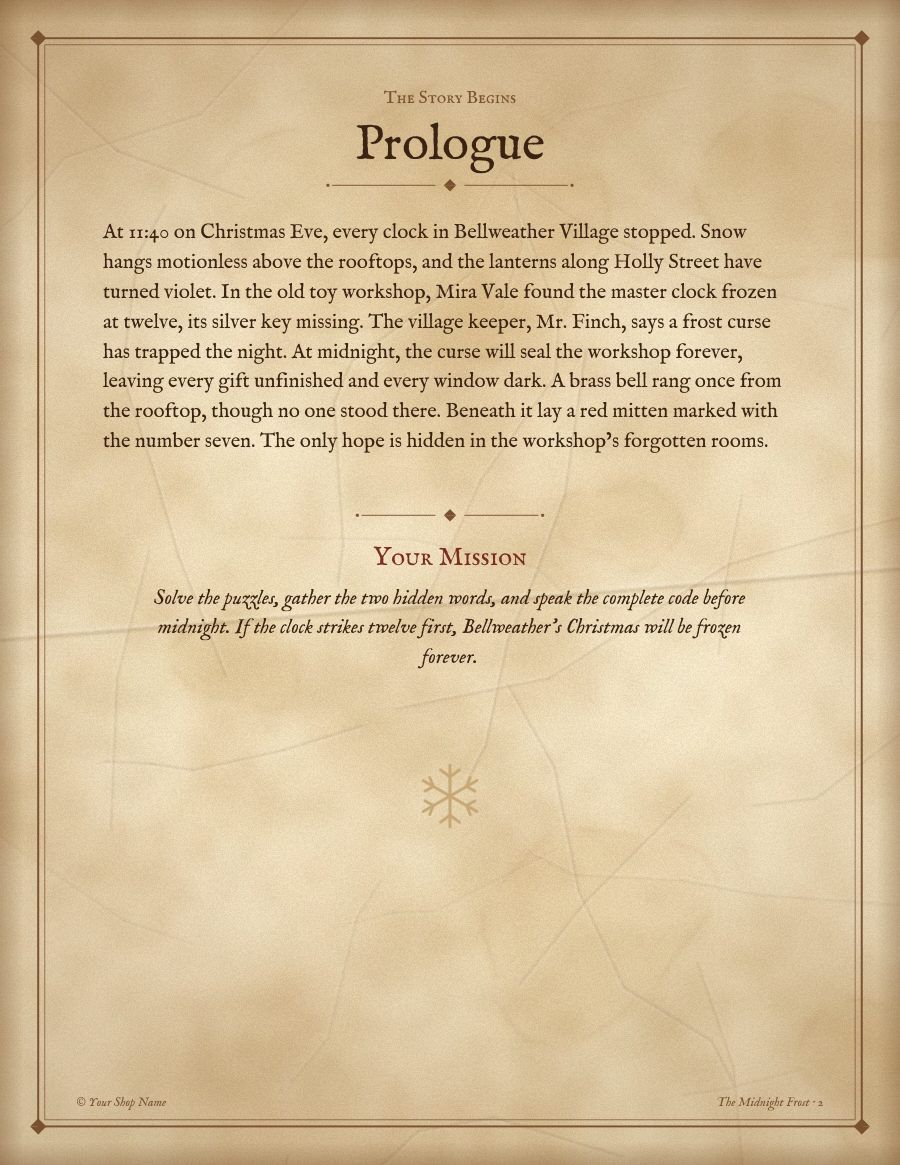 The Story Begins
Prologue
At 11:40 on Christmas Eve, every clock in Bellweather Village stopped. Snow
hangs motionless above the rooftops, and the lanterns along Holly Street have
turned violet. In the old toy workshop, Mira Vale found the master clock frozen
at twelve, its silver key missing. The village keeper, Mr. Finch, says a frost curse
has trapped the night. At midnight, the curse will seal the workshop forever,
leaving every gift unfinished and every window dark. A brass bell rang once from
the rooftop, though no one stood there. Beneath it lay a red mitten marked with
the number seven. The only hope is hidden in the workshop’s forgotten rooms.
Your Mission
Solve the puzzles, gather the two hidden words, and speak the complete code before
midnight. If the clock strikes twelve first, Bellweather’s Christmas will be frozen
forever.
© Your Shop Name
The Midnight Frost · 2